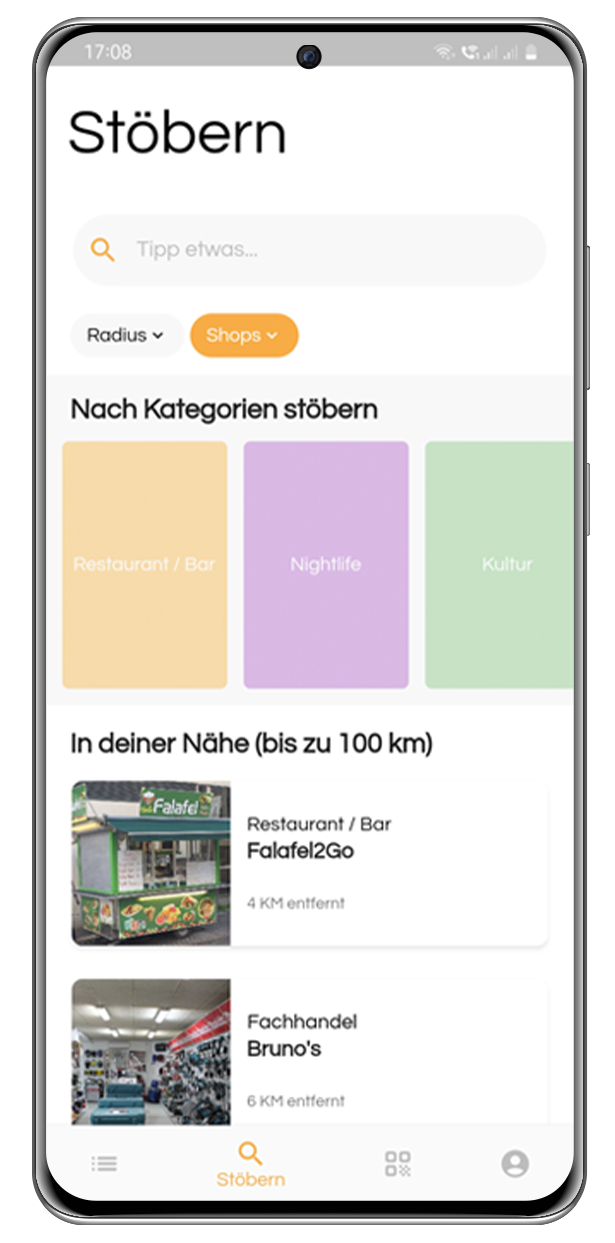 17:08
Stöbern
Tipp etwas...
Radius
Shops
Nach Kategorien stöbern
Restaurant / Bar
Nightlife
Kultur
In deiner Nähe (bis zu 100 km)
Falafel
Restaurant / Bar
Falafel2Go
4 KM entfernt
Fachhandel
Bruno's
6 KM entfernt
Stöbern